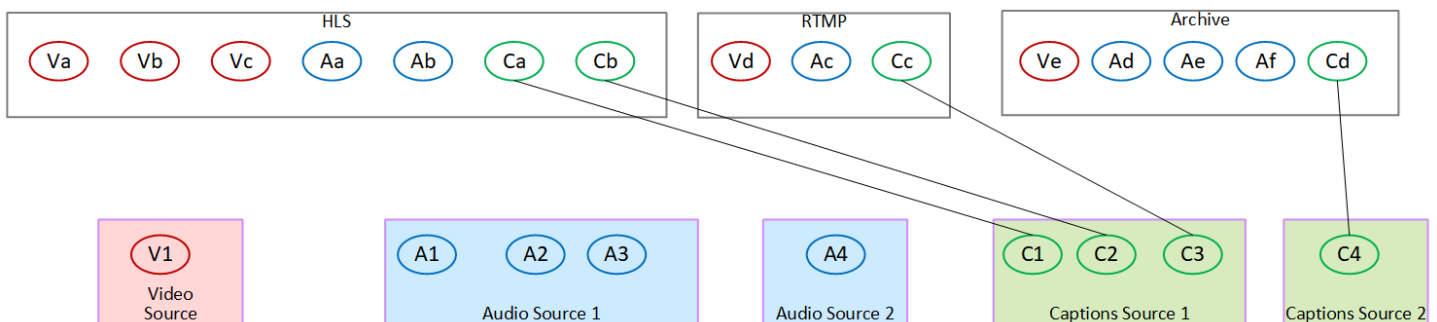 HLS
RTMP
Archive
Va Vb Vc Aa Ab Ca Cb
Vd Ac Cc
Ve Ad Ae Af Cd
V1
A1 A2 A3
A4
C1 C2 C3
C4
Video
Source
Audio Source 1
Audio Source 2
Captions Source 1
Captions Source 2